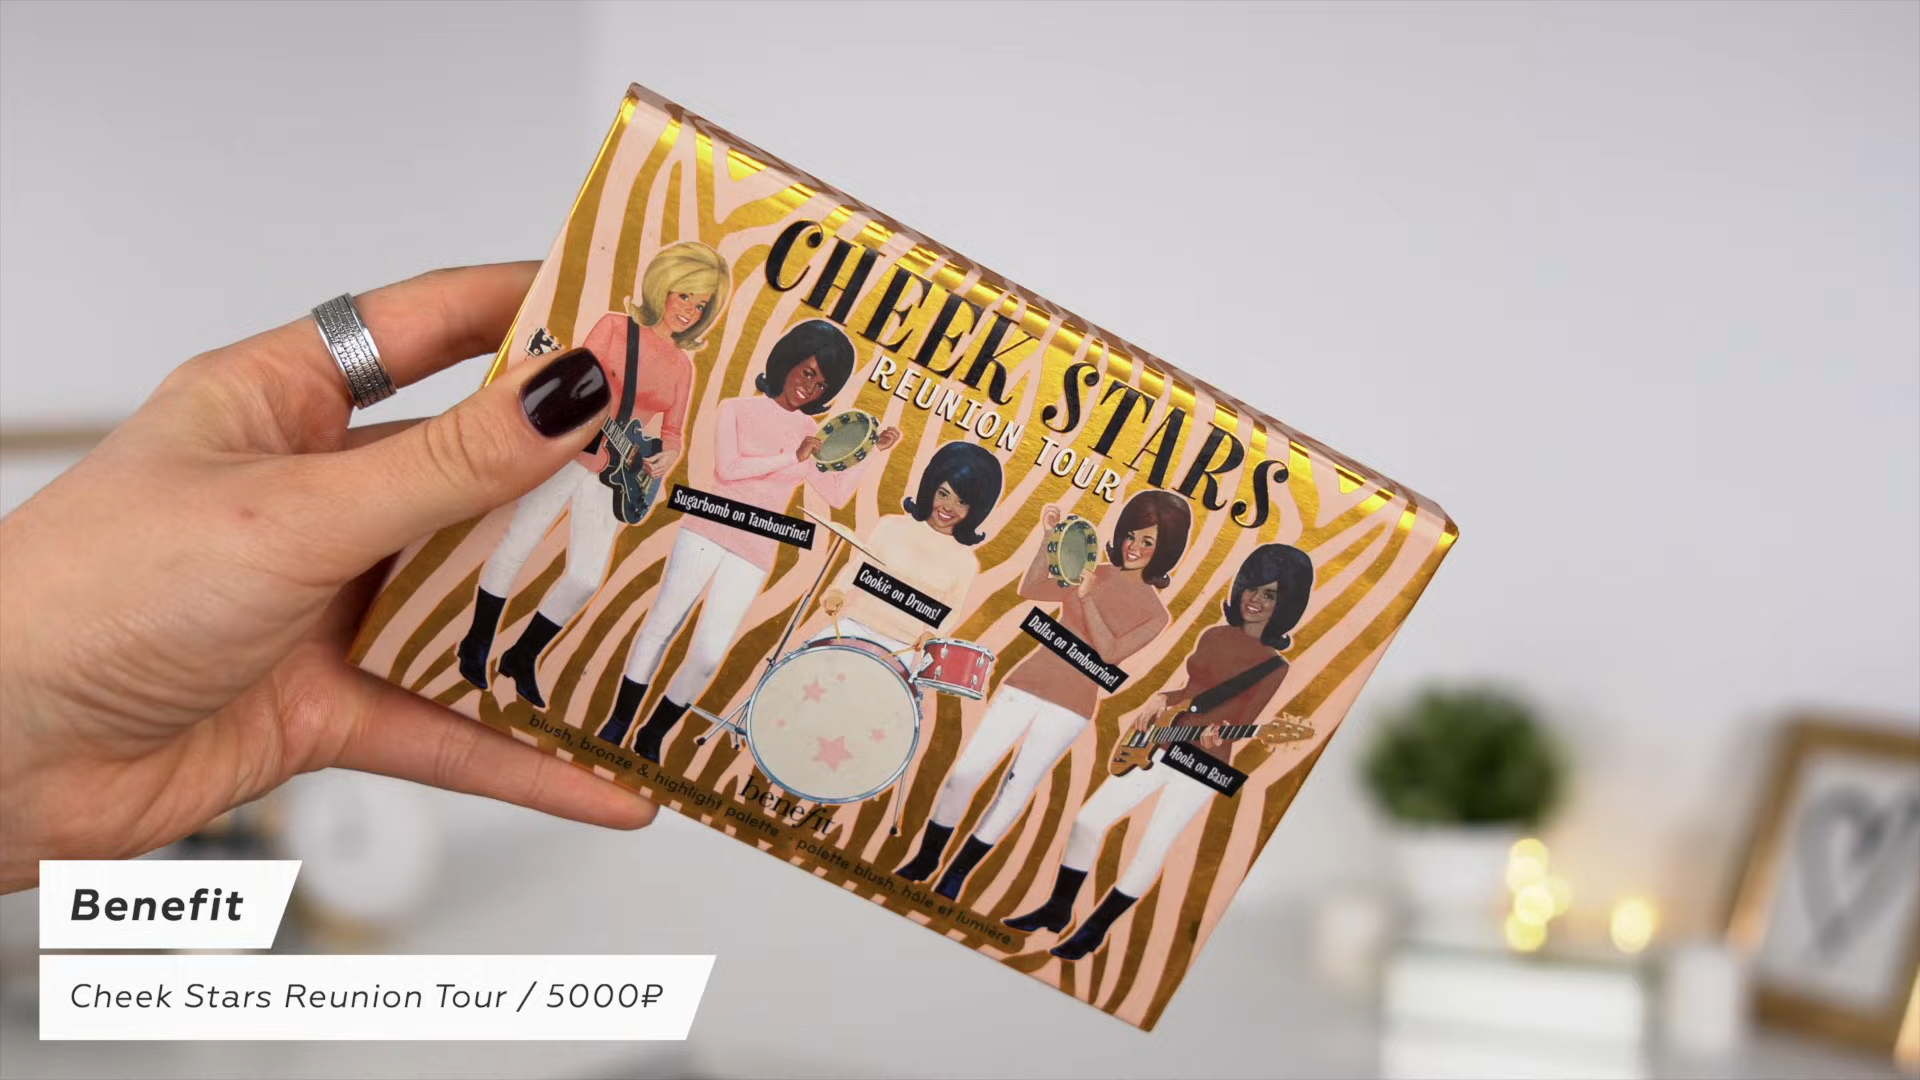 CHEEK STARS
REUNION TOUR
Sugarbomb on Tambourine!
Cookie on Drums!
Dallas on Tambourine!
Hoola on Bass!
benefit
blush, bronze & highlight palette · palette blush, hâle et lumière
Benefit
Cheek Stars Reunion Tour / 5000₽